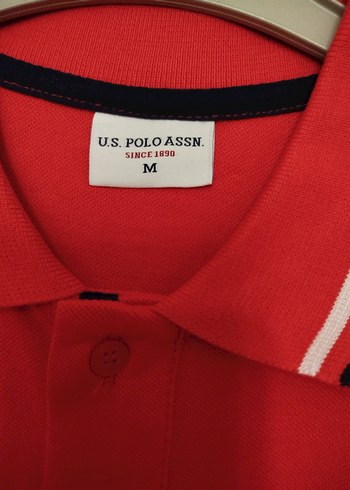 U.S. POLO ASSN.
SINCE 1890
M